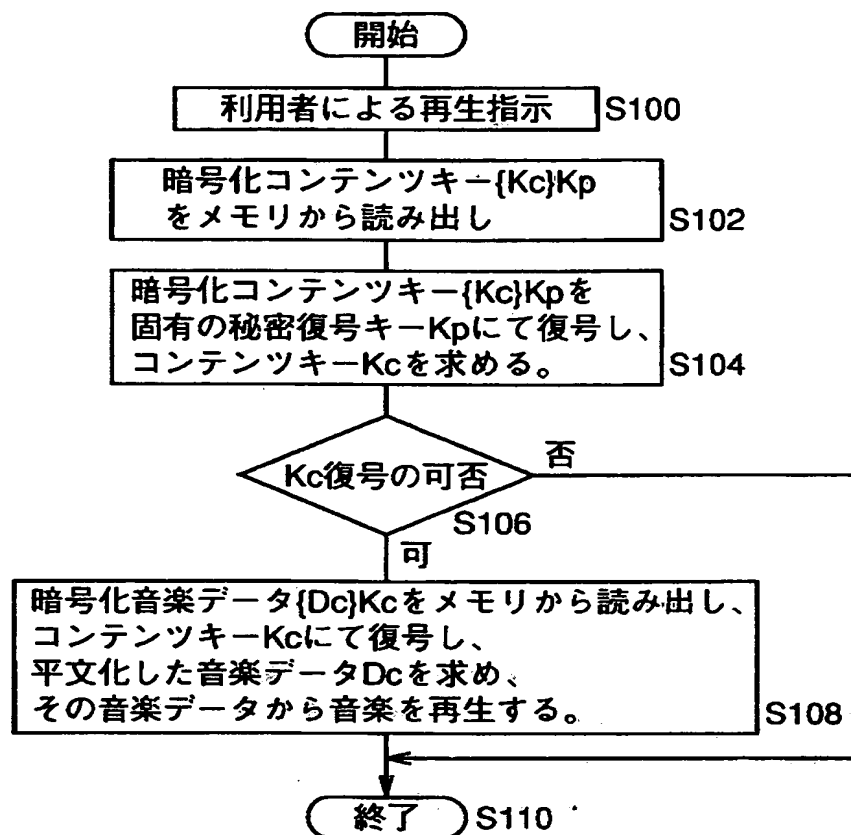 開始
利用者による再生指示 S100
暗号化コンテンツキー{Kc}Kp
をメモリから読み出し
S102
暗号化コンテンツキー{Kc}Kpを
固有の秘密復号キーKpにて復号し、
コンテンツキーKcを求める。
S104
否
Kc復号の可否
S106
可
暗号化音楽データ{Dc}Kcをメモリから読み出し、
コンテンツキーKcにて復号し、
平文化した音楽データDcを求め、
その音楽データから音楽を再生する。
S108
終了 S110